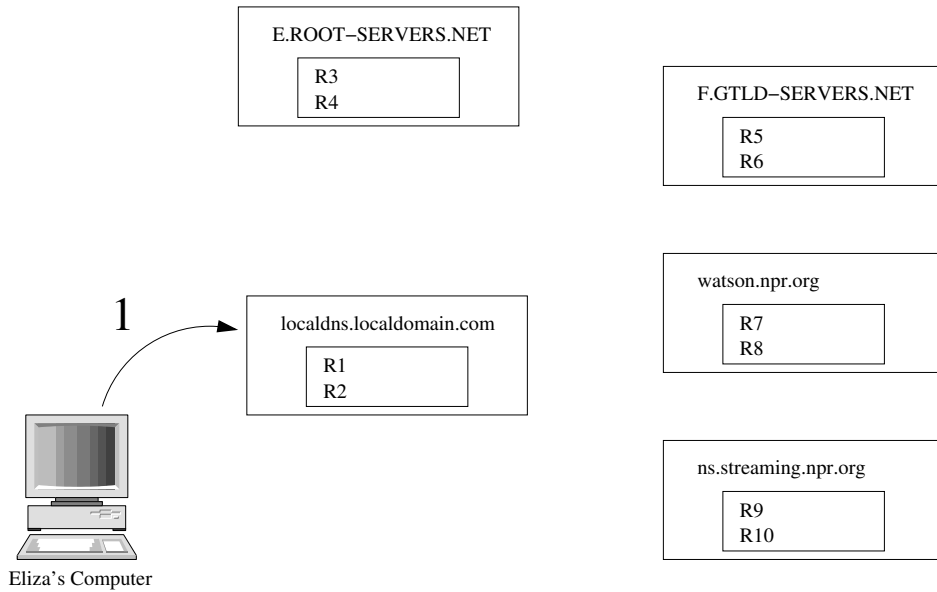 E.ROOT−SERVERS.NET
R3
R4
F.GTLD−SERVERS.NET
R5
R6
watson.npr.org
R7
R8
1
localdns.localdomain.com
R1
R2
ns.streaming.npr.org
R9
R10
Eliza's Computer